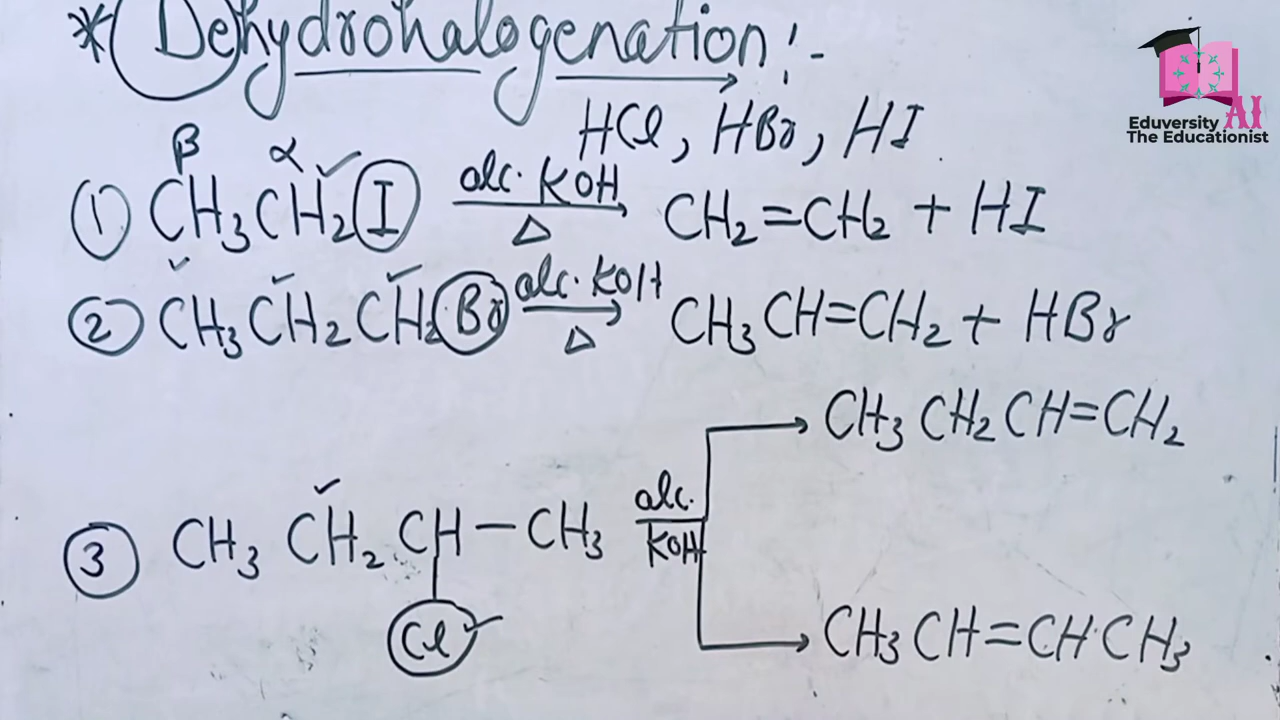 * Dehydrohalogenation :-
HCl, HBr, HI
β α
① CH₃CH₂I alc. KOH Δ CH₂=CH₂ + HI
② CH₃CH₂CH₂Br alc. KOH Δ CH₃CH=CH₂ + HBr
CH₃CH₂CH=CH₂
③ CH₃CH₂CH—CH₃ alc. KOH
Cl
CH₃CH=CHCH₃
Eduversity AI
The Educationist